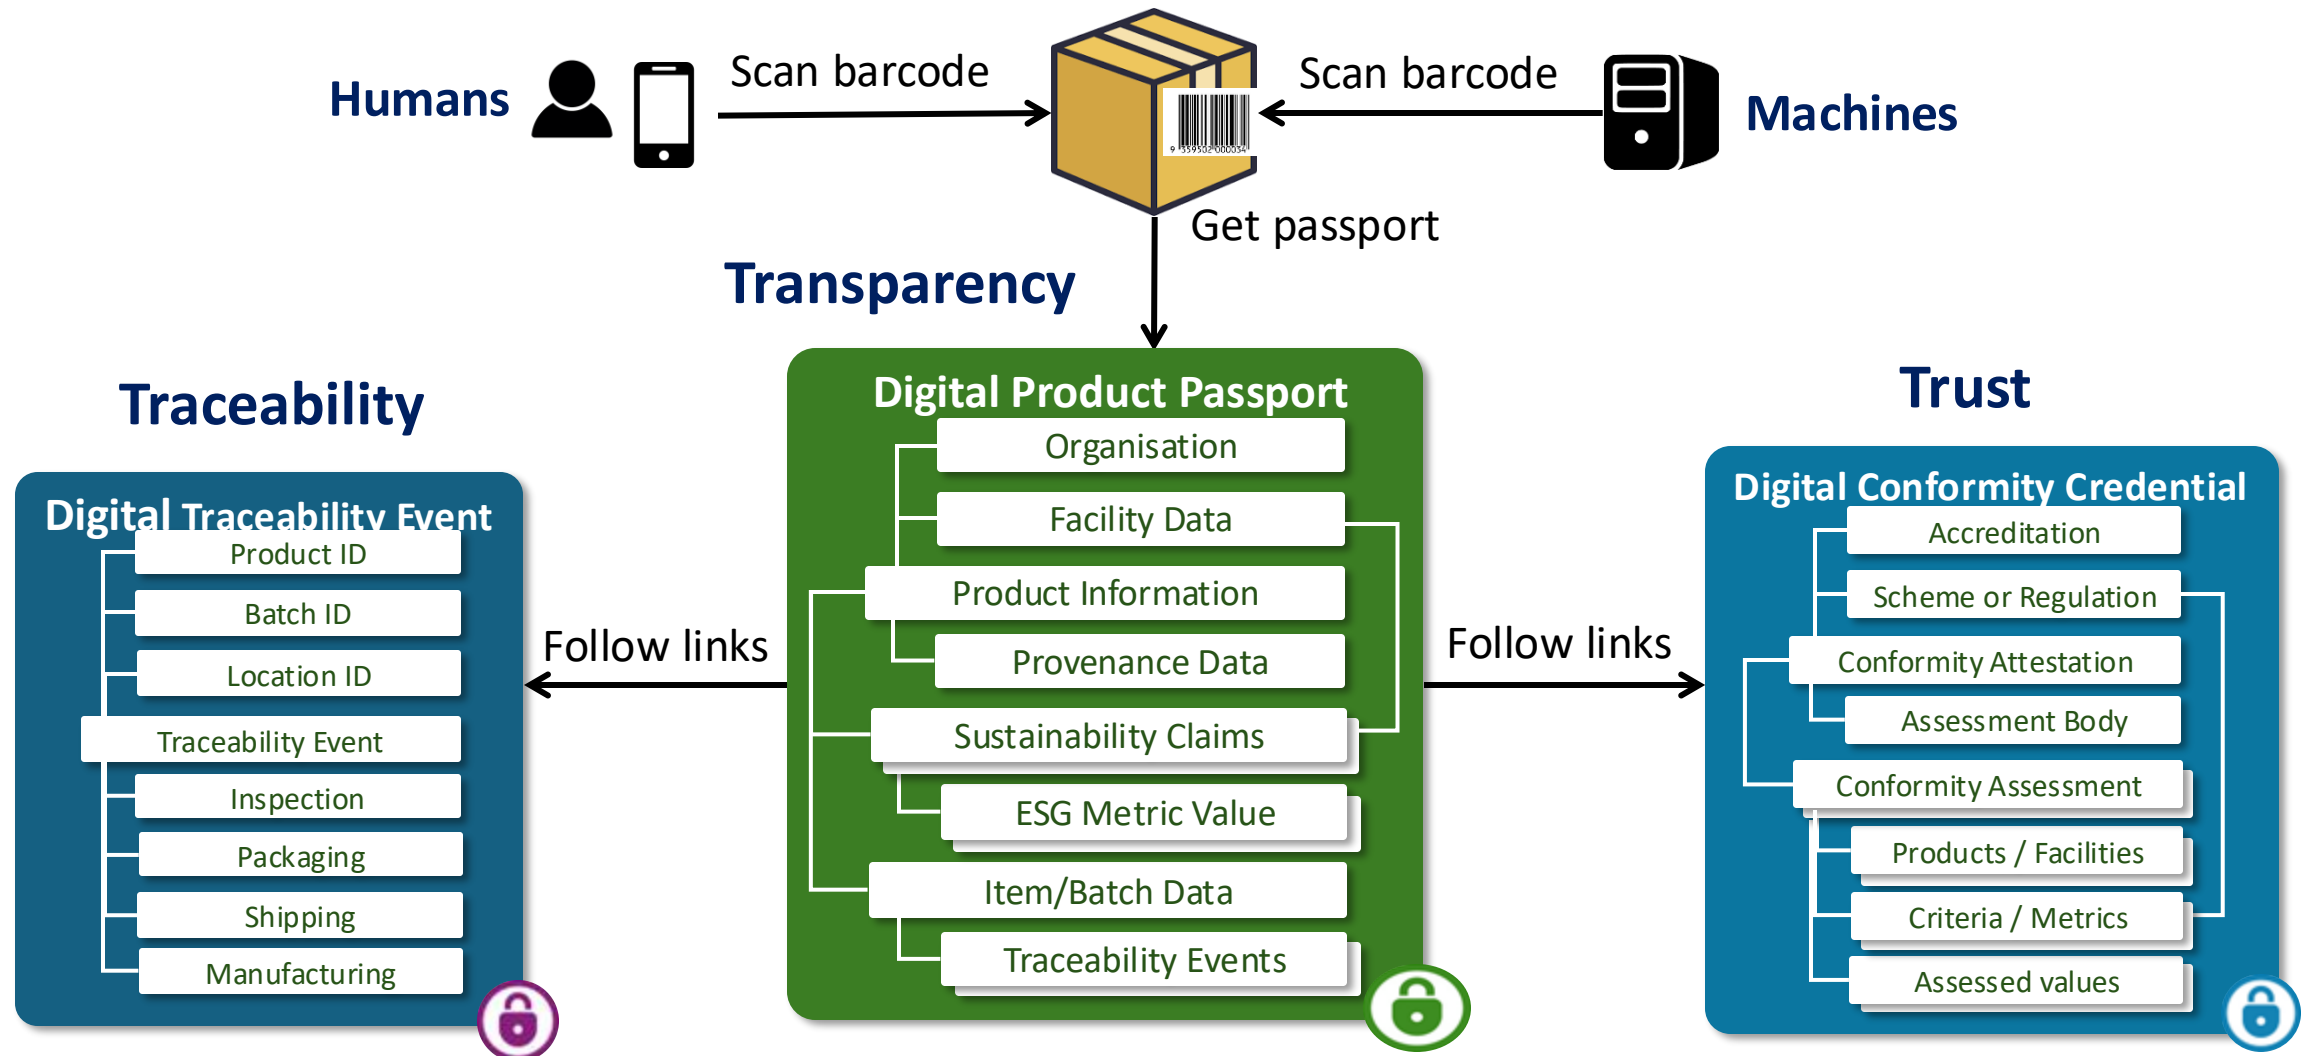 Humans
Scan barcode
Scan barcode
Machines
9 359502 000034
Get passport
Transparency
Traceability
Trust
Digital Traceability Event
Product ID
Batch ID
Location ID
Traceability Event
Inspection
Packaging
Shipping
Manufacturing
Follow links
Digital Product Passport
Organisation
Facility Data
Product Information
Provenance Data
Sustainability Claims
ESG Metric Value
Item/Batch Data
Traceability Events
Follow links
Digital Conformity Credential
Accreditation
Scheme or Regulation
Conformity Attestation
Assessment Body
Conformity Assessment
Products / Facilities
Criteria / Metrics
Assessed values